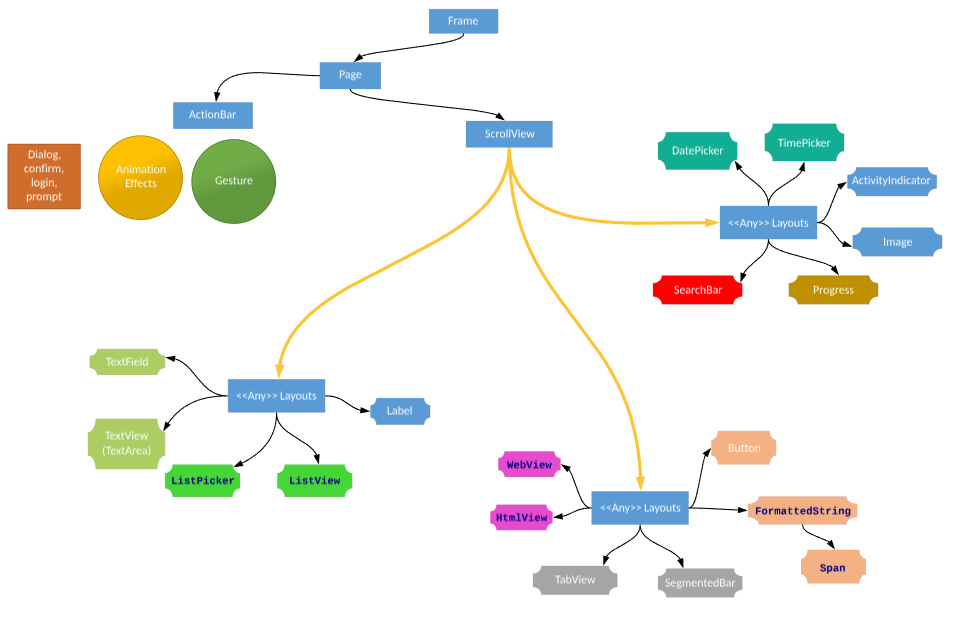 Frame
Page
ActionBar
ScrollView
DatePicker
TimePicker
Dialog,
confirm,
login,
prompt
Animation
Effects
Gesture
ActivityIndicator
<<Any>> Layouts
Image
SearchBar
Progress
TextField
<<Any>> Layouts
Label
TextView
(TextArea)
ListPicker
ListView
Button
WebView
<<Any>> Layouts
HtmlView
FormattedString
Span
TabView
SegmentedBar